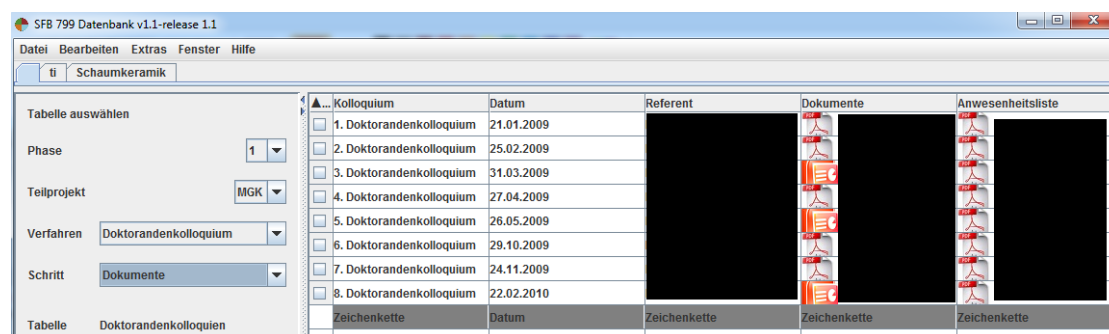 SFB 799 Datenbank v1.1-release 1.1
Datei Bearbeiten Extras Fenster Hilfe
ti Schaumkeramik
Tabelle auswählen
Phase 1
Teilprojekt MGK
Verfahren Doktorandenkolloquium
Schritt Dokumente
Tabelle Doktorandenkolloquien
▲... Kolloquium Datum Referent Dokumente Anwesenheitsliste
1. Doktorandenkolloquium 21.01.2009
2. Doktorandenkolloquium 25.02.2009
3. Doktorandenkolloquium 31.03.2009
4. Doktorandenkolloquium 27.04.2009
5. Doktorandenkolloquium 26.05.2009
6. Doktorandenkolloquium 29.10.2009
7. Doktorandenkolloquium 24.11.2009
8. Doktorandenkolloquium 22.02.2010
Zeichenkette Datum Zeichenkette Zeichenkette Zeichenkette